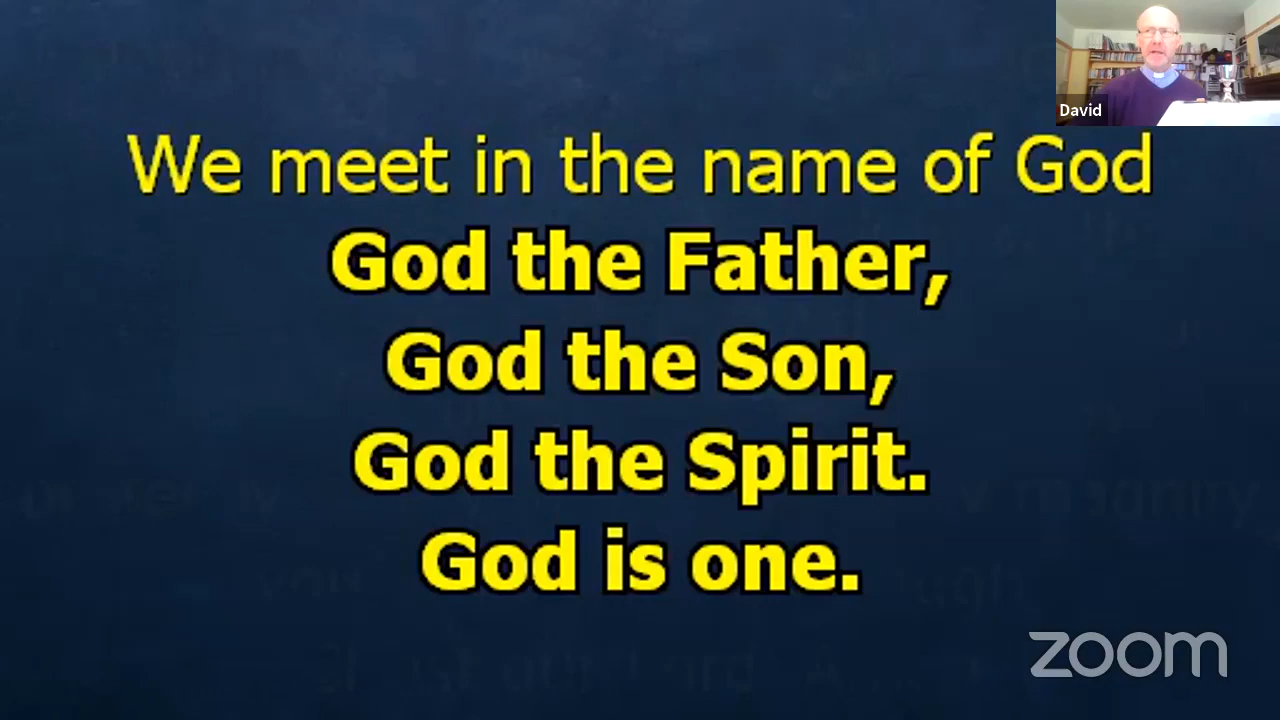 David
We meet in the name of God
God the Father,
God the Son,
God the Spirit.
God is one.
zoom